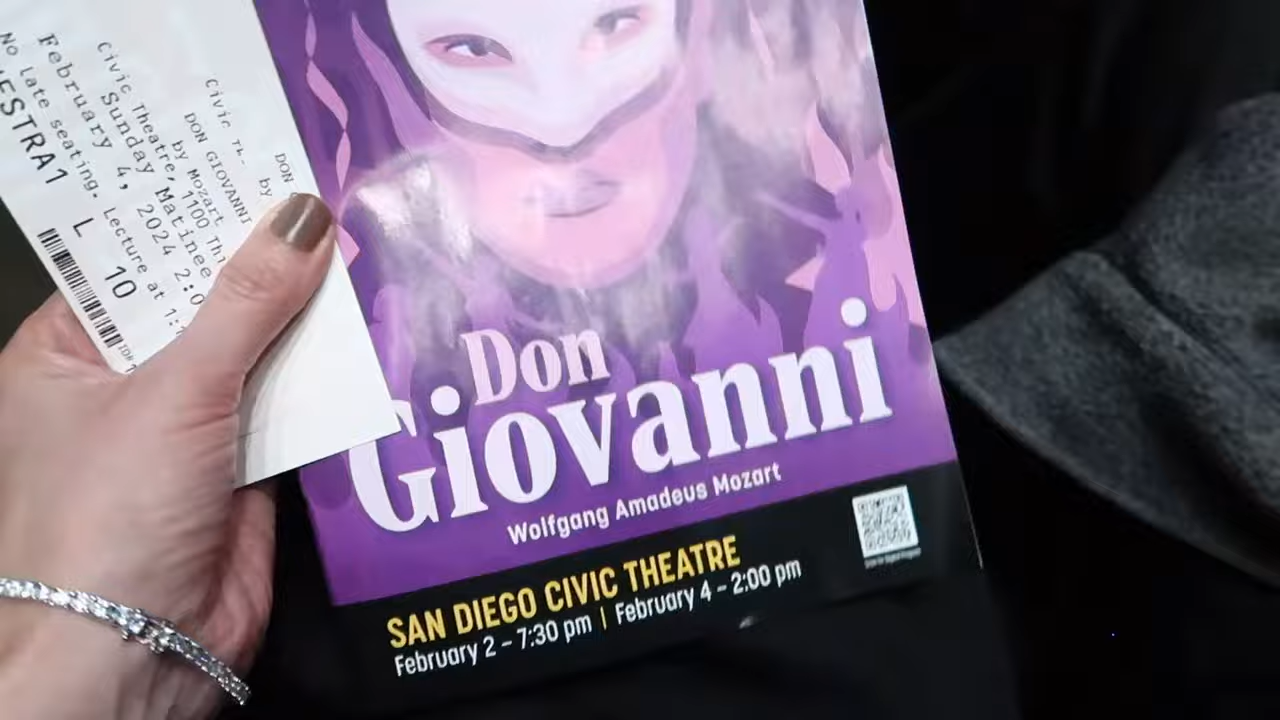 DON
by
Civic Th
DON GIOVANNI
by Mozart
Civic Theatre, 1100 Thi
Sunday Matinee
February 4, 2024 2:0
No late seating. Lecture at 1:
ESTRA1 L 10
Don
Giovanni
Wolfgang Amadeus Mozart
SAN DIEGO CIVIC THEATRE
February 2 – 7:30 pm | February 4 – 2:00 pm